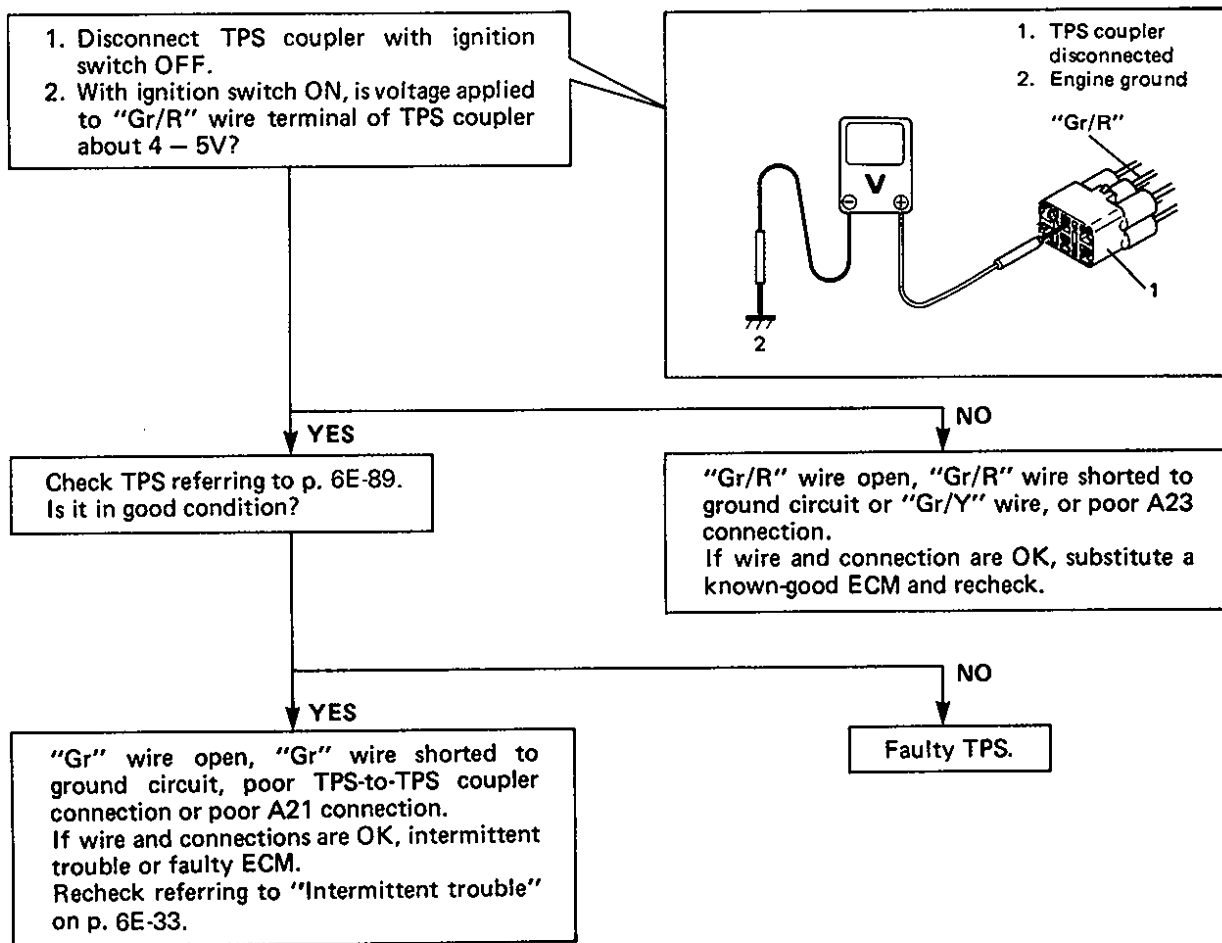 1. Disconnect TPS coupler with ignition
switch OFF.
2. With ignition switch ON, is voltage applied
to "Gr/R" wire terminal of TPS coupler
about 4 – 5V?
1. TPS coupler
disconnected
2. Engine ground
"Gr/R"
V
⊖ ⊕
1
2
YES
NO
Check TPS referring to p. 6E-89.
Is it in good condition?
"Gr/R" wire open, "Gr/R" wire shorted to
ground circuit or "Gr/Y" wire, or poor A23
connection.
If wire and connection are OK, substitute a
known-good ECM and recheck.
YES
NO
"Gr" wire open, "Gr" wire shorted to
ground circuit, poor TPS-to-TPS coupler
connection or poor A21 connection.
If wire and connections are OK, intermittent
trouble or faulty ECM.
Recheck referring to "Intermittent trouble"
on p. 6E-33.
Faulty TPS.